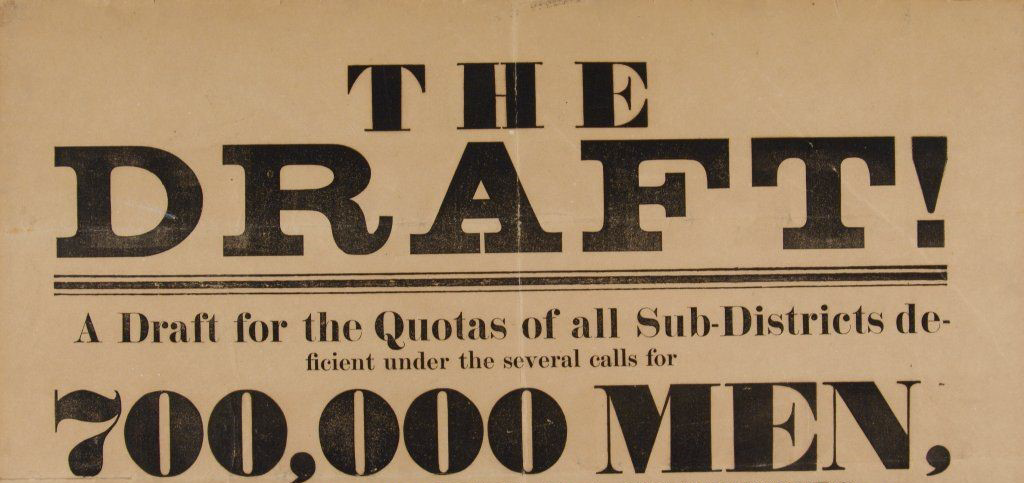 THE
DRAFT!
A Draft for the Quotas of all Sub-Districts de-
ficient under the several calls for
700,000 MEN,